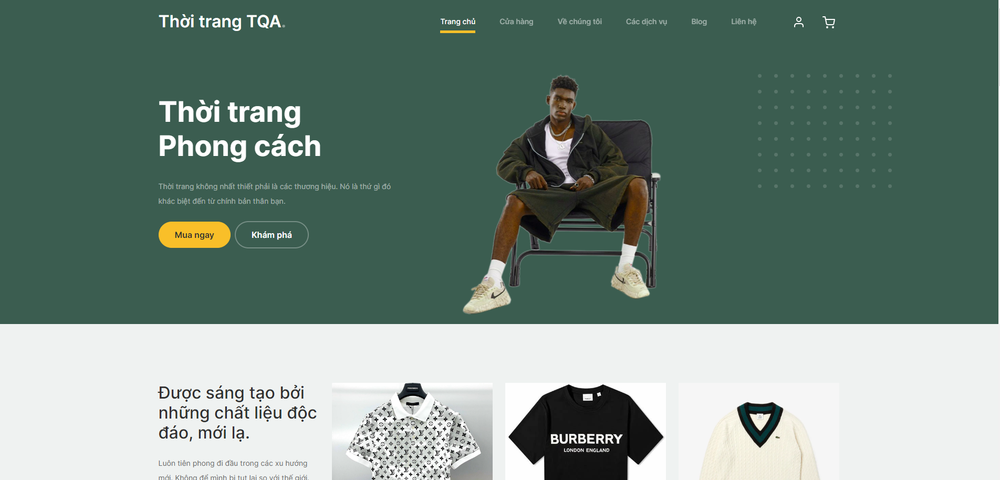 Thời trang TQA.
Trang chủ
Cửa hàng
Về chúng tôi
Các dịch vụ
Blog
Liên hệ
Thời trang
Phong cách
Thời trang không nhất thiết phải là các thương hiệu. Nó là thứ gì đó
khác biệt đến từ chính bản thân bạn.
Mua ngay
Khám phá
Được sáng tạo bởi
những chất liệu độc
đáo, mới lạ.
Luôn tiên phong đi đầu trong các xu hướng
mới. Không để mình bị tụt lại so với thế giới.
BURBERRY
LONDON ENGLAND